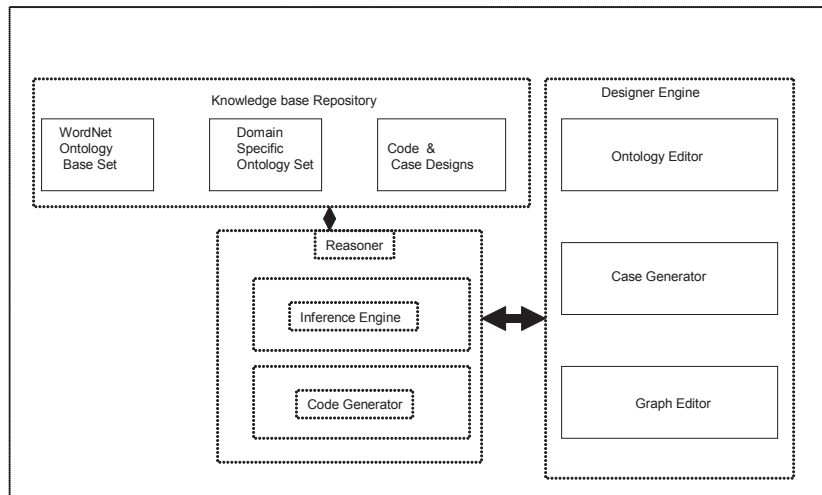 Knowledge base Repository
WordNet
Ontology
Base Set
Domain
Specific
Ontology Set
Code &
Case Designs
Reasoner
Inference Engine
Code Generator
Designer Engine
Ontology Editor
Case Generator
Graph Editor